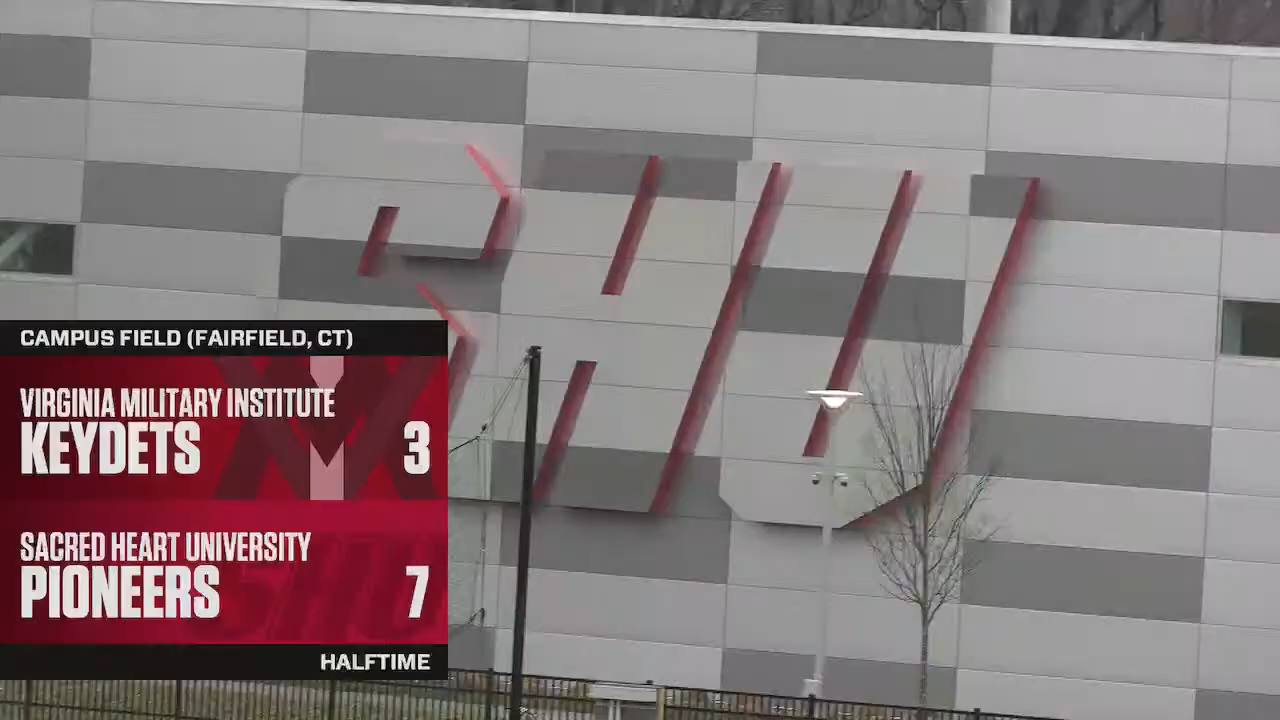 SHU
CAMPUS FIELD (FAIRFIELD, CT)
VIRGINIA MILITARY INSTITUTE
KEYDETS 3
SACRED HEART UNIVERSITY
PIONEERS 7
HALFTIME